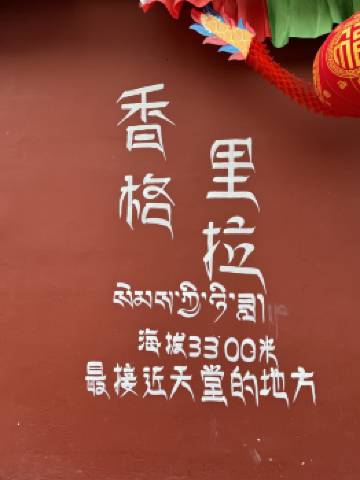 香格里拉
སེམས་ཀྱི་ཉི་ཟླ།
海拔3300米
最接近天堂的地方
福